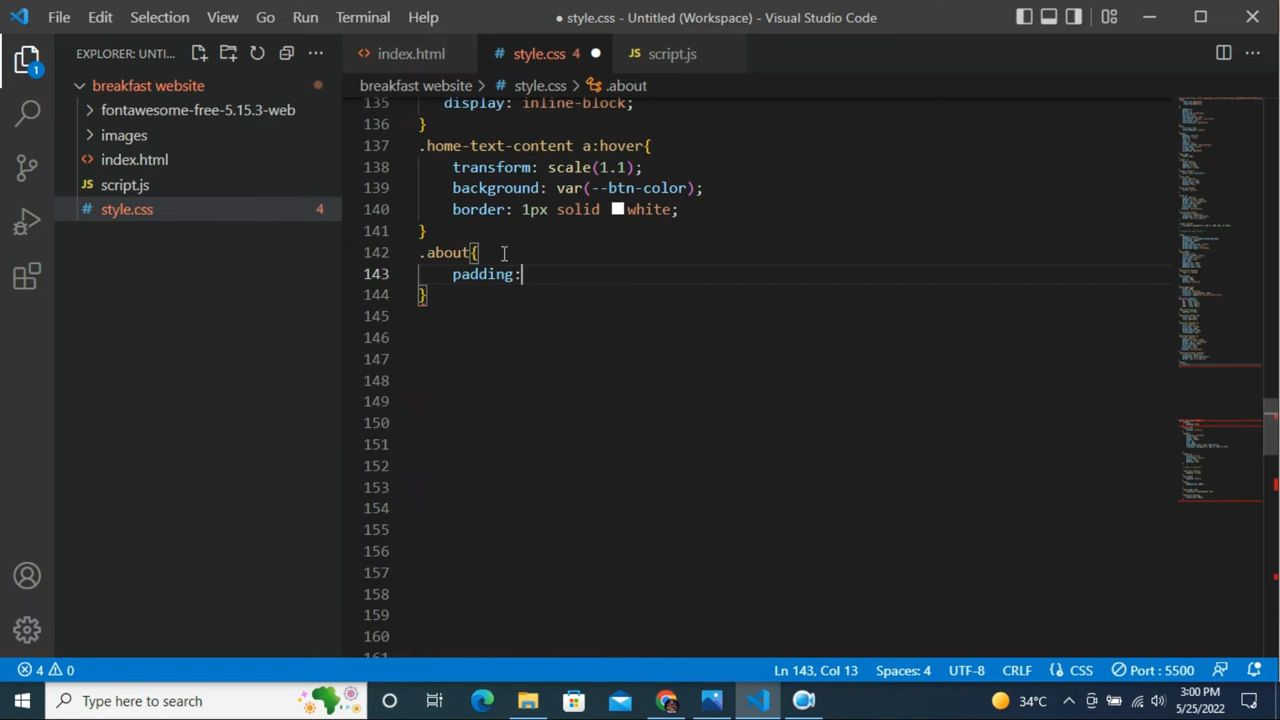 File Edit Selection View Go Run Terminal Help
● style.css - Untitled (Workspace) - Visual Studio Code
EXPLORER: UNTI...
index.html
# style.css 4
JS script.js
breakfast website > # style.css > .about
breakfast website
fontawesome-free-5.15.3-web
images
index.html
JS script.js
# style.css 4
1
135 display: inline-block;
136 }
137 .home-text-content a:hover{
138 transform: scale(1.1);
139 background: var(--btn-color);
140 border: 1px solid white;
141 }
142 .about{
143 padding:
144 }
145
146
147
148
149
150
151
152
153
154
155
156
157
158
159
160
4 0
Ln 143, Col 13 Spaces: 4 UTF-8 CRLF CSS Port : 5500
Type here to search
34°C
3:00 PM
5/25/2022